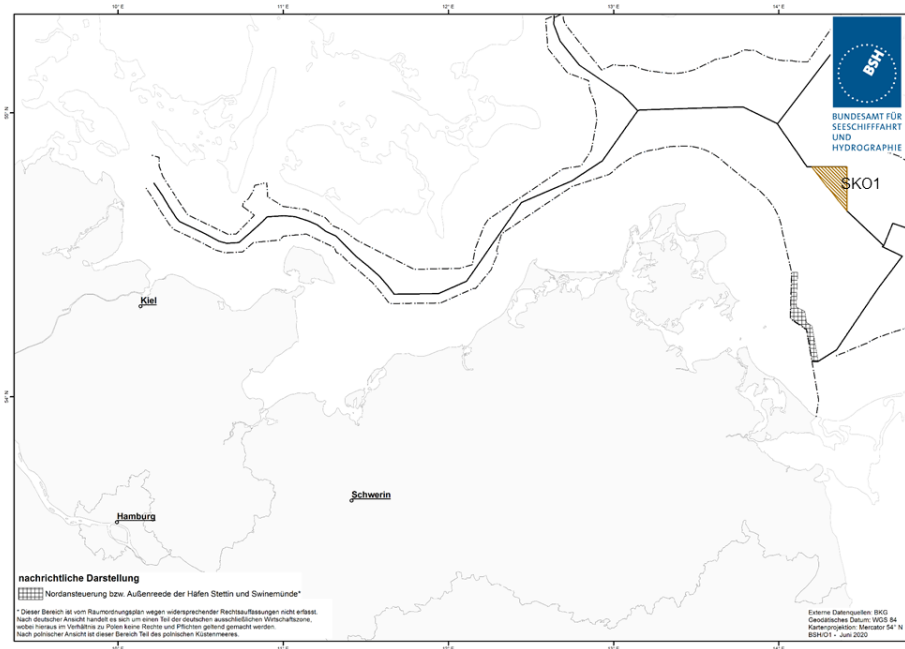 10° E
11° E
12° E
13° E
14° E
BSH
BUNDESAMT FÜR
SEESCHIFFFAHRT
UND
HYDROGRAPHIE
55° N
SKO1
Kiel
54° N
Schwerin
Hamburg
nachrichtliche Darstellung
Nordansteuerung bzw. Außenreede der Häfen Stettin und Swinemünde*
* Dieser Bereich ist vom Raumordnungsplan wegen widersprechender Rechtsauffassungen nicht erfasst.
Nach deutscher Ansicht handelt es sich um einen Teil der deutschen ausschließlichen Wirtschaftszone,
wobei hieraus im Verhältnis zu Polen keine Rechte und Pflichten geltend gemacht werden.
Nach polnischer Ansicht ist dieser Bereich Teil des polnischen Küstenmeeres.
Externe Datenquellen: BKG
Geodätisches Datum: WGS 84
Kartenprojektion: Mercator 54° N
BSH/O1 - Juni 2020